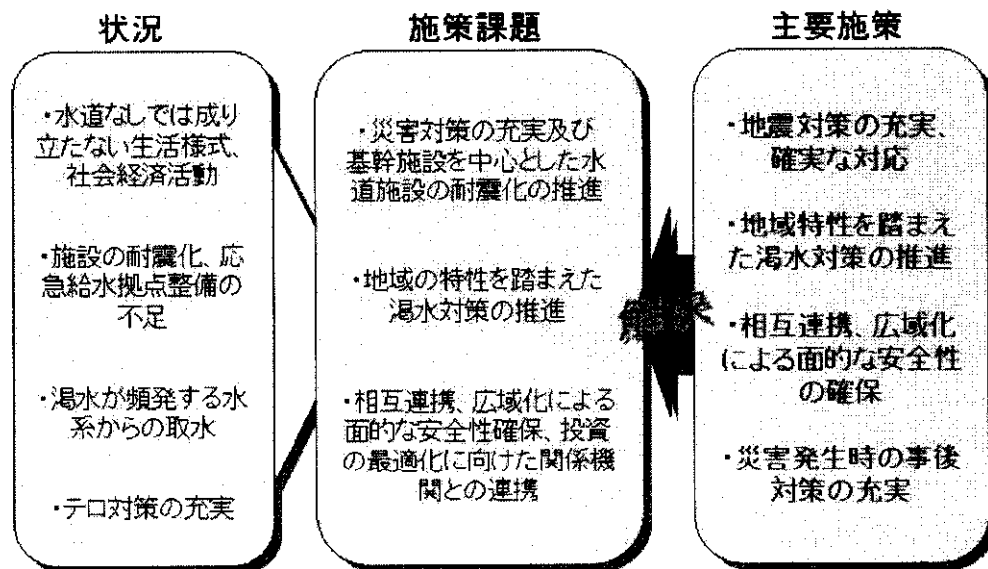 状況
・水道なしでは成り
立たない生活様式、
社会経済活動
・施設の耐震化、応
急給水拠点整備の
不足
・渇水が頻発する水
系からの取水
・テロ対策の充実
施策課題
・災害対策の充実及び
基幹施設を中心とした水
道施設の耐震化の推進
・地域の特性を踏まえた
渇水対策の推進
・相互連携、広域化による
面的な安全性確保、投資
の最適化に向けた関係機
関との連携
解決
主要施策
・地震対策の充実、
確実な対応
・地域特性を踏まえ
た渇水対策の推進
・相互連携、広域化
による面的な安全性
の確保
・災害発生時の事後
対策の充実